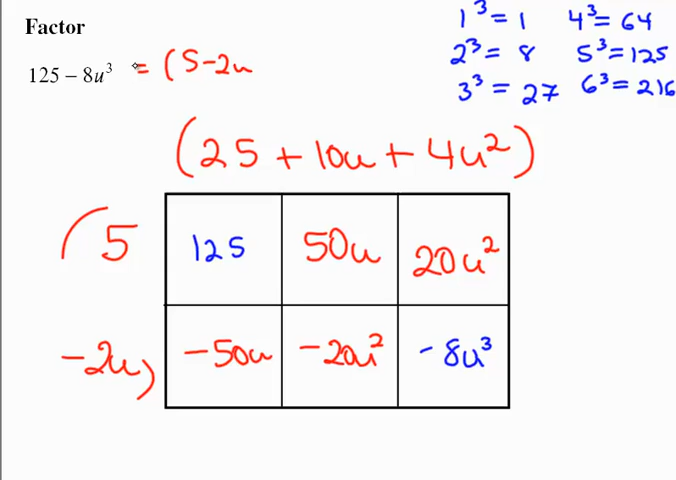 Factor
125 – 8u³ = (5-2u
1³ = 1 4³ = 64
2³ = 8 5³ = 125
3³ = 27 6³ = 216
(25 + 10u + 4u²)
(5 125 50u 20u²
-2u) -50u -20u² -8u³